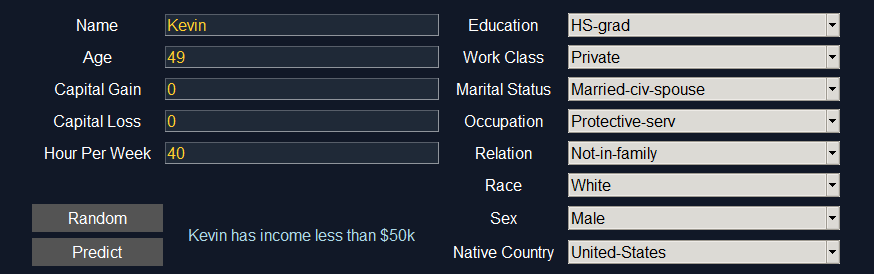 Name Kevin Education HS-grad
Age 49 Work Class Private
Capital Gain 0 Marital Status Married-civ-spouse
Capital Loss 0 Occupation Protective-serv
Hour Per Week 40 Relation Not-in-family
Race White
Random Sex Male
Kevin has income less than $50k
Predict Native Country United-States